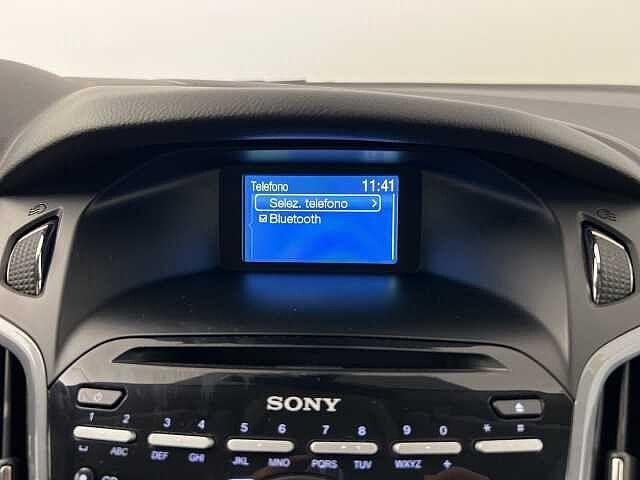 Telefono 11:41
Selez. telefono >
Bluetooth
SONY
1 2 3 4 5 6 7 8 9 0 * #
ABC DEF GHI JKL MNO PQRS TUV WXYZ +
CD